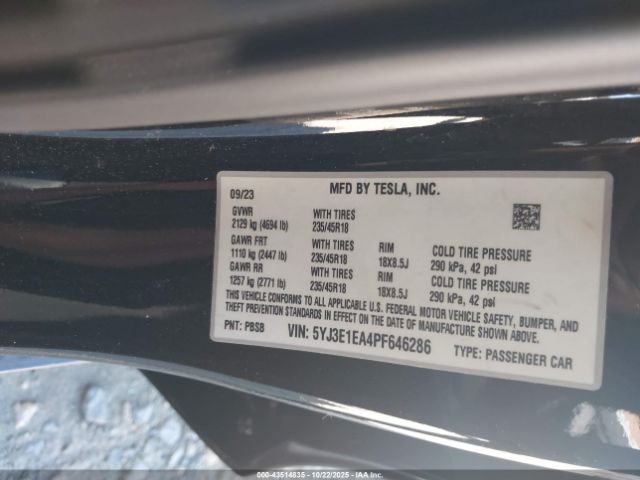 09/23 MFD BY TESLA, INC.
GVWR WITH TIRES
2129 kg (4694 lb) 235/45R18
GAWR FRT WITH TIRES RIM COLD TIRE PRESSURE
1110 kg (2447 lb) 235/45R18 18X8.5J 290 kPa, 42 psi
GAWR RR WITH TIRES RIM COLD TIRE PRESSURE
1257 kg (2771 lb) 235/45R18 18X8.5J 290 kPa, 42 psi
THIS VEHICLE CONFORMS TO ALL APPLICABLE U.S. FEDERAL MOTOR VEHICLE SAFETY, BUMPER, AND
THEFT PREVENTION STANDARDS IN EFFECT ON THE DATE OF MANUFACTURE SHOWN ABOVE.
PNT: PBSB VIN: 5YJ3E1EA4PF646286 TYPE: PASSENGER CAR
000-43514835 - 10/22/2025 - IAAI Copart